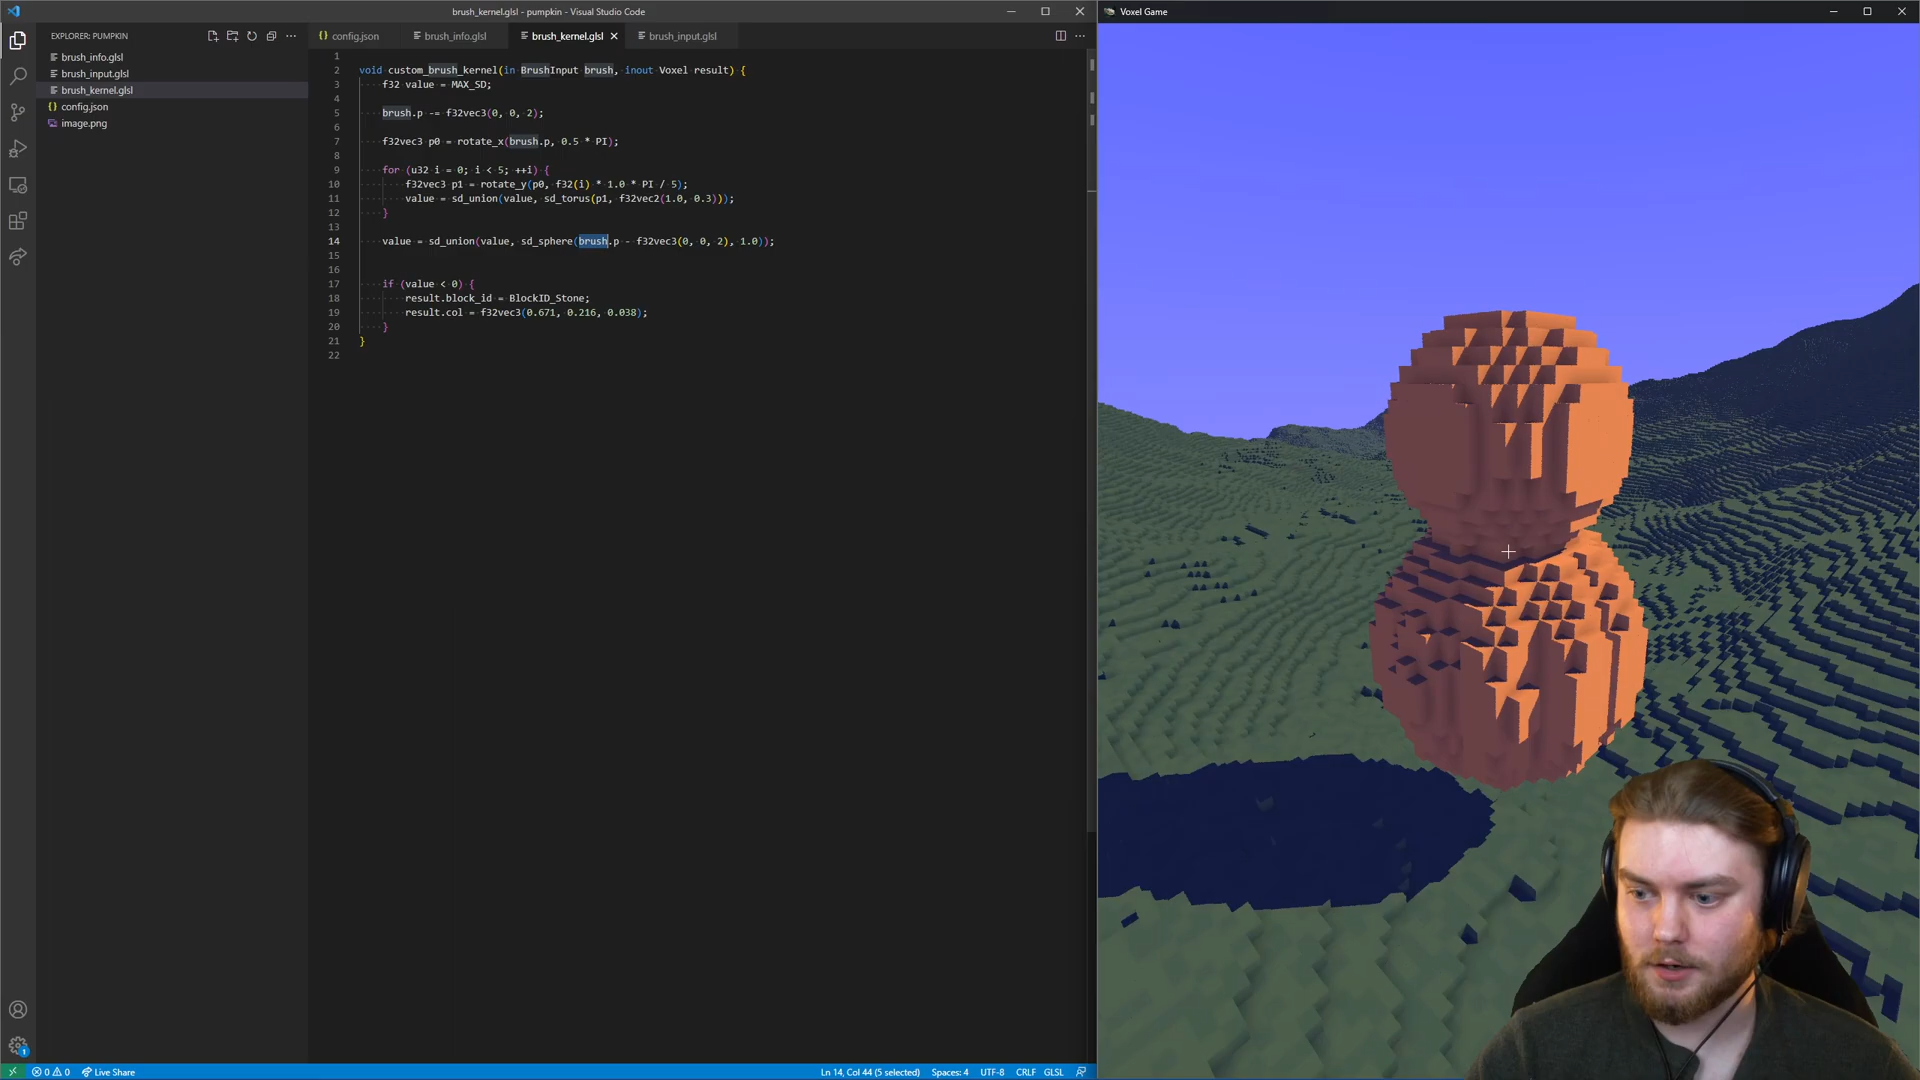 brush_kernel.glsl - pumpkin - Visual Studio Code
Voxel Game
EXPLORER: PUMPKIN
config.json
brush_info.glsl
brush_kernel.glsl
brush_input.glsl
brush_info.glsl
brush_input.glsl
brush_kernel.glsl
config.json
image.png
1
2 void custom_brush_kernel(in BrushInput brush, inout Voxel result) {
3 f32 value = MAX_SD;
4
5 brush.p -= f32vec3(0, 0, 2);
6
7 f32vec3 p0 = rotate_x(brush.p, 0.5 * PI);
8
9 for (u32 i = 0; i < 5; ++i) {
10 f32vec3 p1 = rotate_y(p0, f32(i) * 1.0 * PI / 5);
11 value = sd_union(value, sd_torus(p1, f32vec2(1.0, 0.3)));
12 }
13
14 value = sd_union(value, sd_sphere(brush.p - f32vec3(0, 0, 2), 1.0));
15
16
17 if (value < 0) {
18 result.block_id = BlockID_Stone;
19 result.col = f32vec3(0.671, 0.216, 0.038);
20 }
21 }
22
1
0 0 Live Share
Ln 14, Col 44 (5 selected) Spaces: 4 UTF-8 CRLF GLSL